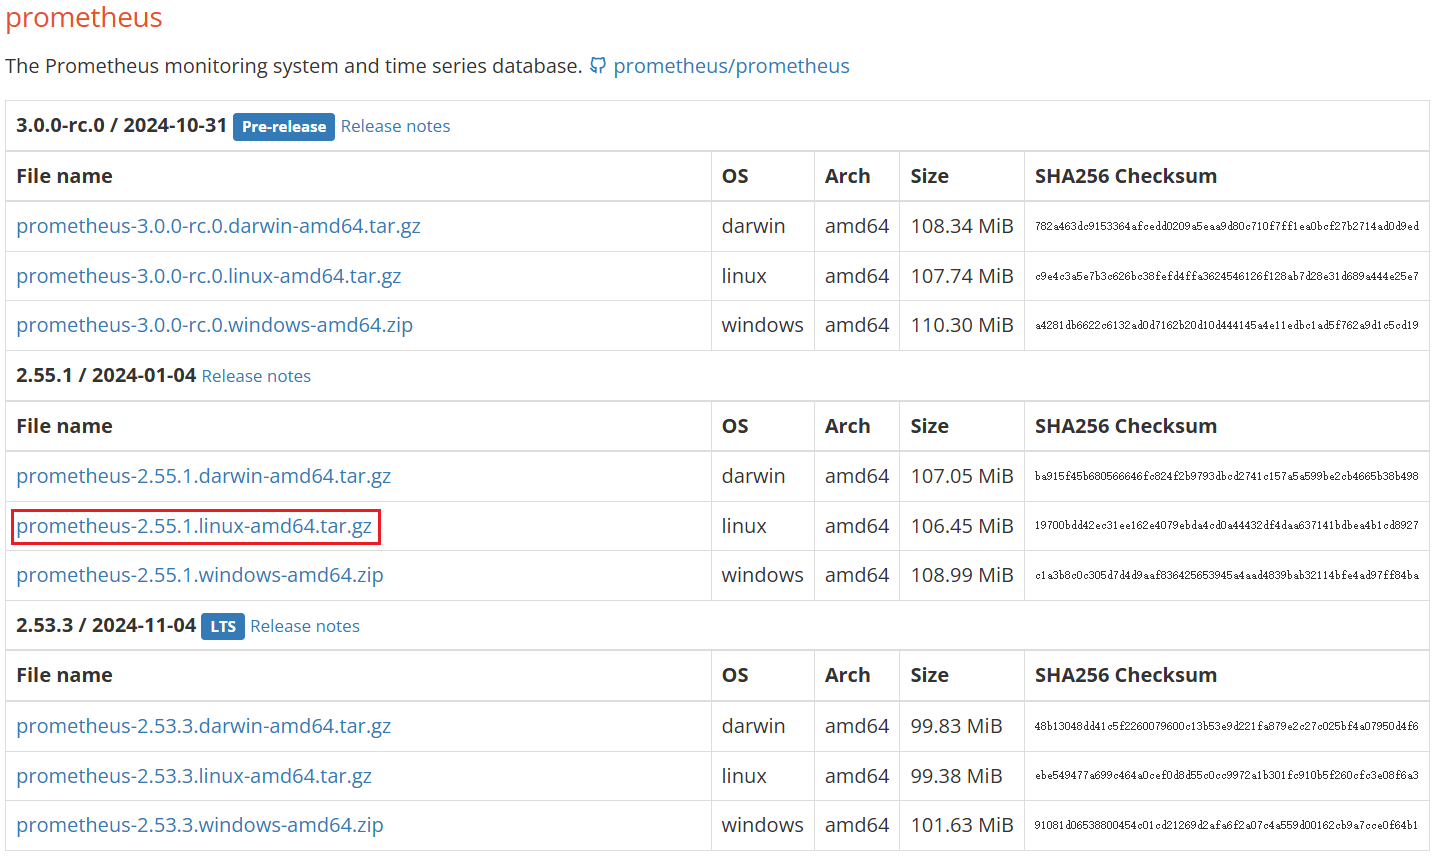 prometheus
The Prometheus monitoring system and time series database. prometheus/prometheus
3.0.0-rc.0 / 2024-10-31 Pre-release Release notes
File name OS Arch Size SHA256 Checksum
prometheus-3.0.0-rc.0.darwin-amd64.tar.gz darwin amd64 108.34 MiB 782a463dc9153364afcedd0209a5eaa9d80c710f7ff1ea0bcf27b2714ad0d9ed
prometheus-3.0.0-rc.0.linux-amd64.tar.gz linux amd64 107.74 MiB c9e4c3a5e7b3c626bc38fefd4ffa3624546126f128ab7d28e31d689a444e25e7
prometheus-3.0.0-rc.0.windows-amd64.zip windows amd64 110.30 MiB a4281db6622c6132ad0d7162b20d10d444145a4e11edbc1ad5f762a9d1c5cd19
2.55.1 / 2024-01-04 Release notes
File name OS Arch Size SHA256 Checksum
prometheus-2.55.1.darwin-amd64.tar.gz darwin amd64 107.05 MiB ba915f45b680566646fc824f2b9793dbcd2741c157a5a599be2cb4665b38b498
prometheus-2.55.1.linux-amd64.tar.gz linux amd64 106.45 MiB 19700bdd42ec31ee162e4079ebda4cd0a44432df4daa637141bdbea4b1cd8927
prometheus-2.55.1.windows-amd64.zip windows amd64 108.99 MiB c1a3b8c0c305d7d4d9aaf836425653945a4aad4839bab32114bfe4ad97ff84ba
2.53.3 / 2024-11-04 LTS Release notes
File name OS Arch Size SHA256 Checksum
prometheus-2.53.3.darwin-amd64.tar.gz darwin amd64 99.83 MiB 48b13048dd41c5f2260079600c13b53e9d221fa879e2c27c025bf4a07950d4f6
prometheus-2.53.3.linux-amd64.tar.gz linux amd64 99.38 MiB ebe549477a699c464a0cef0d8d55c0cc9972a1b301fc910b5f260cfc3e08f6a3
prometheus-2.53.3.windows-amd64.zip windows amd64 101.63 MiB 91081d06538800454c01cd21269d2afa6f2a07c4a559d00162cb9a7cce0f64b1